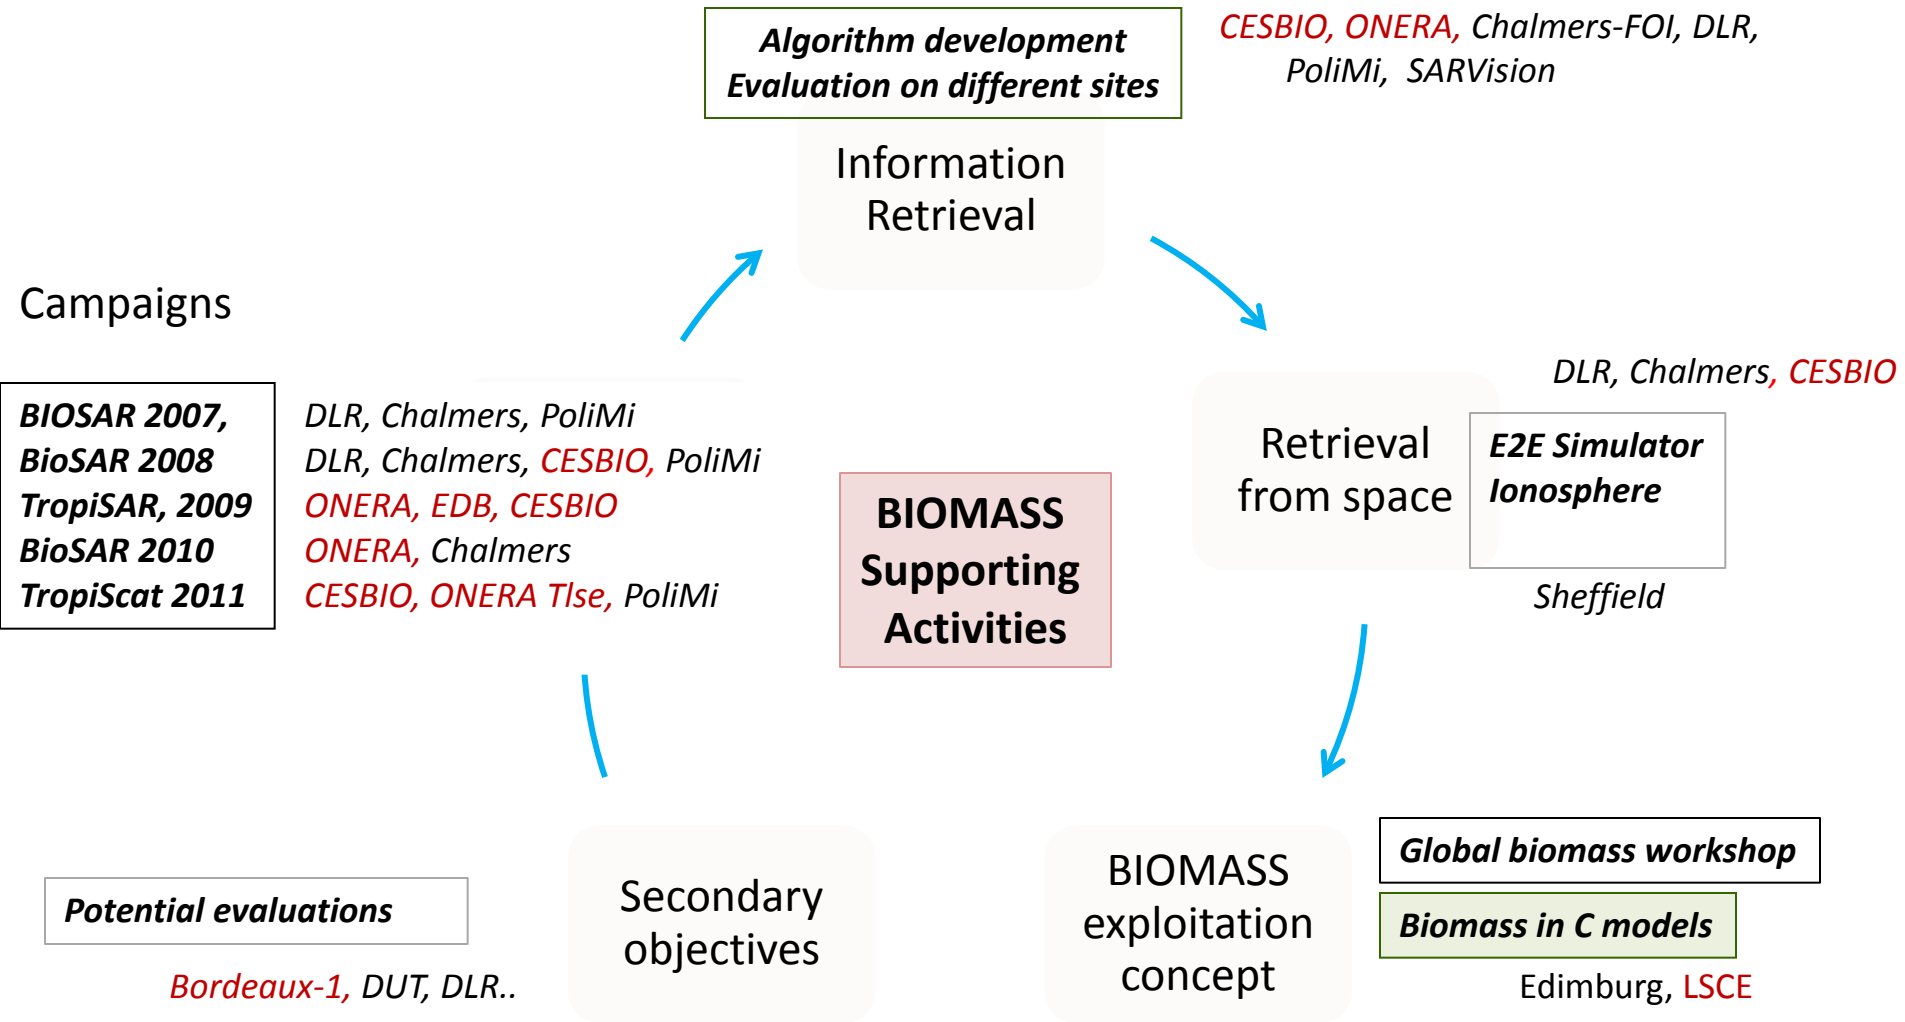 Algorithm development
Evaluation on different sites
CESBIO, ONERA, Chalmers-FOI, DLR,
PoliMi, SARVision
Information
Retrieval
Campaigns
BIOSAR 2007,
BioSAR 2008
TropiSAR, 2009
BioSAR 2010
TropiScat 2011
DLR, Chalmers, PoliMi
DLR, Chalmers, CESBIO, PoliMi
ONERA, EDB, CESBIO
ONERA, Chalmers
CESBIO, ONERA Tlse, PoliMi
BIOMASS
Supporting
Activities
DLR, Chalmers, CESBIO
Retrieval
from space
E2E Simulator
Ionosphere
Sheffield
Potential evaluations
Bordeaux-1, DUT, DLR..
Secondary
objectives
BIOMASS
exploitation
concept
Global biomass workshop
Biomass in C models
Edimburg, LSCE